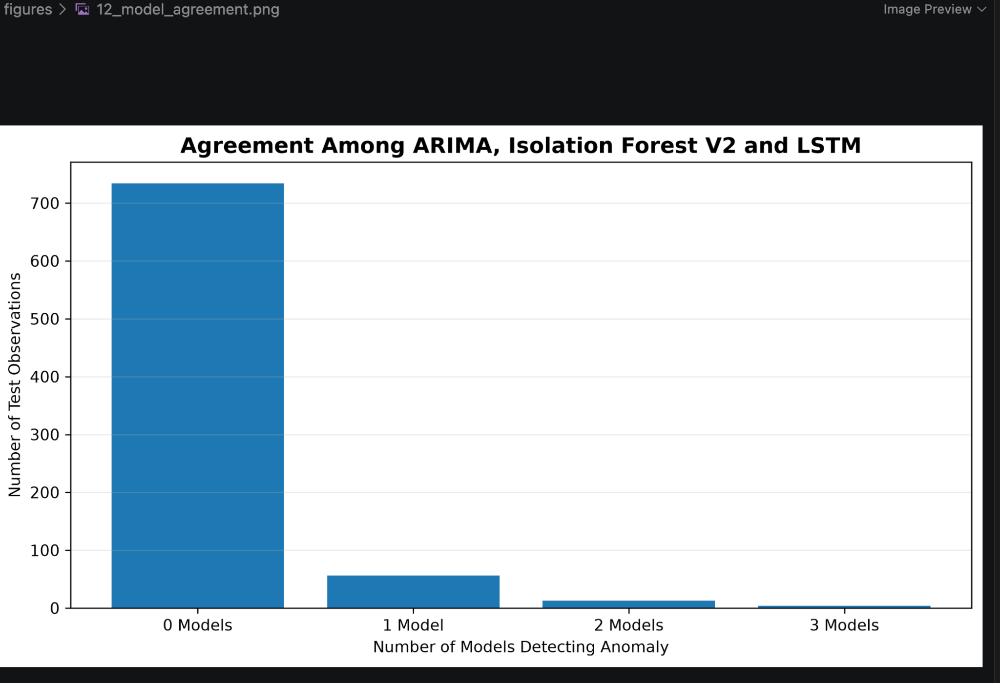 figures > 12_model_agreement.png
Image Preview
Agreement Among ARIMA, Isolation Forest V2 and LSTM
Number of Test Observations
700
600
500
400
300
200
100
0
0 Models
1 Model
2 Models
3 Models
Number of Models Detecting Anomaly